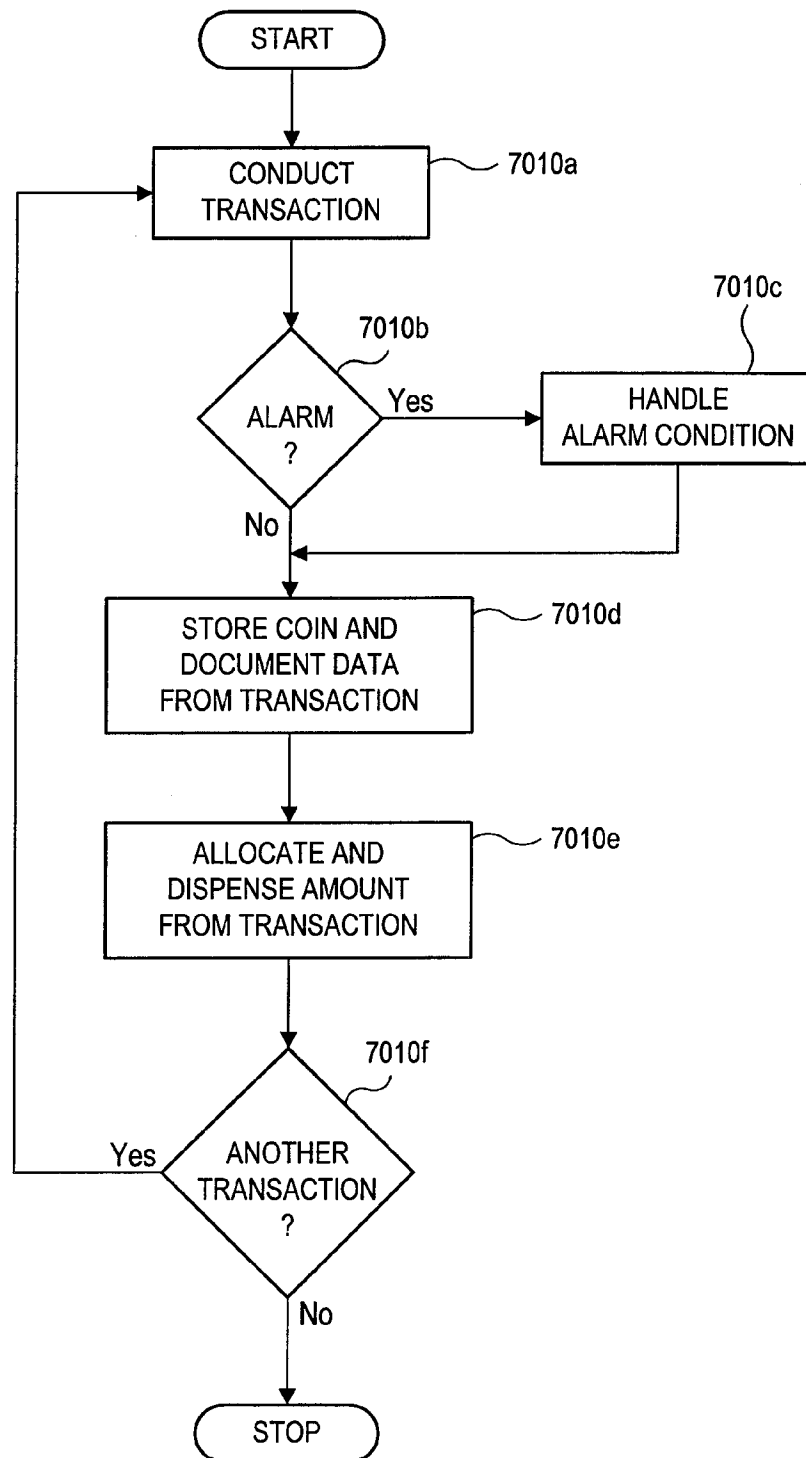 START
CONDUCT
TRANSACTION
7010a
7010b
ALARM
?
Yes
No
7010c
HANDLE
ALARM CONDITION
STORE COIN AND
DOCUMENT DATA
FROM TRANSACTION
7010d
ALLOCATE AND
DISPENSE AMOUNT
FROM TRANSACTION
7010e
7010f
ANOTHER
TRANSACTION
?
Yes
No
STOP